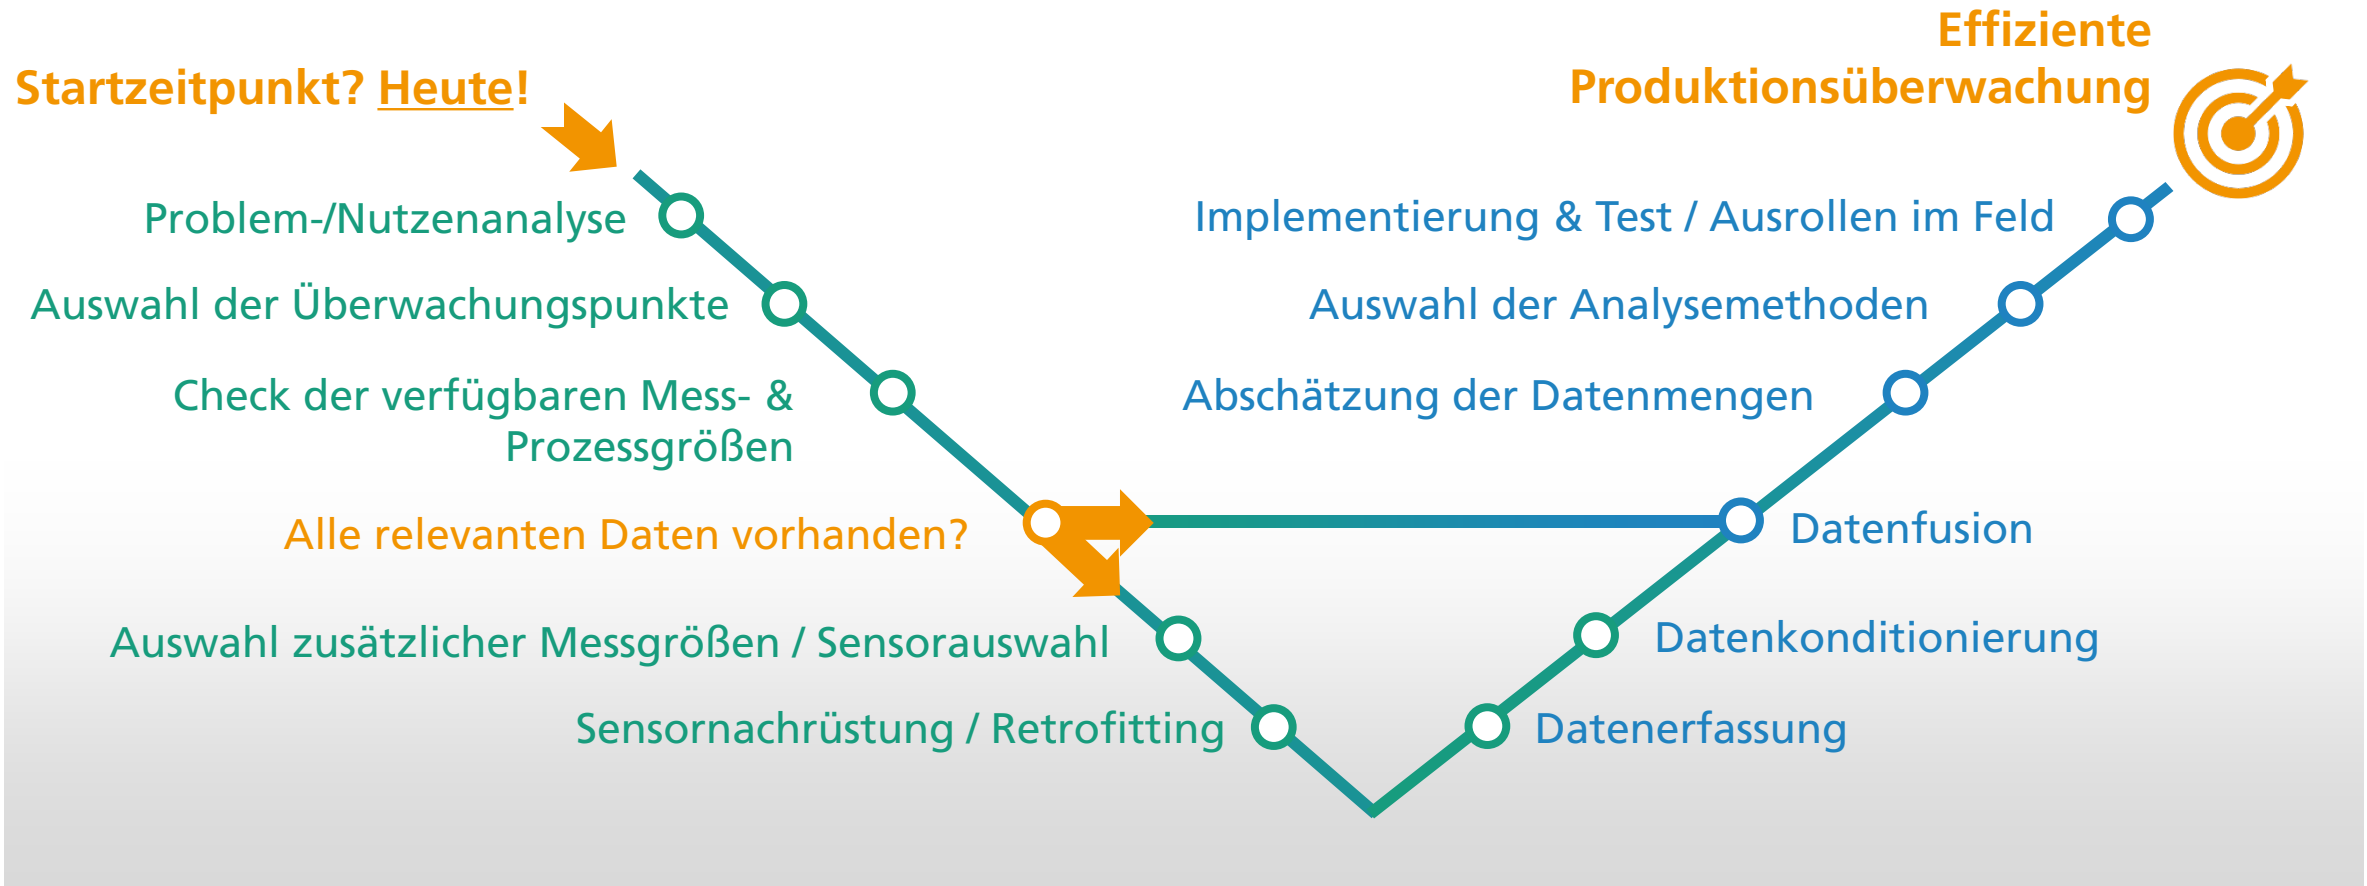 Startzeitpunkt? Heute!
Problem-/Nutzenanalyse
Auswahl der Überwachungspunkte
Check der verfügbaren Mess- &
Prozessgrößen
Alle relevanten Daten vorhanden?
Auswahl zusätzlicher Messgrößen / Sensorauswahl
Sensornachrüstung / Retrofitting
Effiziente
Produktionsüberwachung
Implementierung & Test / Ausrollen im Feld
Auswahl der Analysemethoden
Abschätzung der Datenmengen
Datenfusion
Datenkonditionierung
Datenerfassung